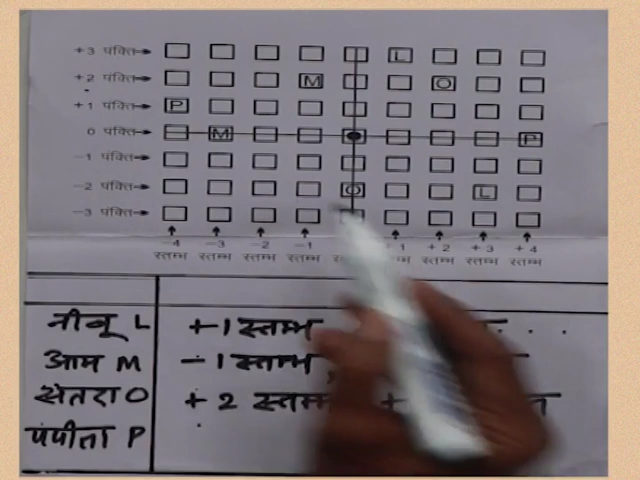 +3 पंक्ति→ L
+2 पंक्ति→ M O
+1 पंक्ति→ P
0 पंक्ति→ M P
-1 पंक्ति→
-2 पंक्ति→ O L
-3 पंक्ति→
-4 -3 -2 -1 +1 +2 +3 +4
स्तम्भ स्तम्भ स्तम्भ स्तम्भ स्तम्भ स्तम्भ स्तम्भ स्तम्भ
नीबू L +1 स्तम्भ
आम M -1 स्तम्भ,
संतरा O + 2 स्तम्भ +
पपीता P